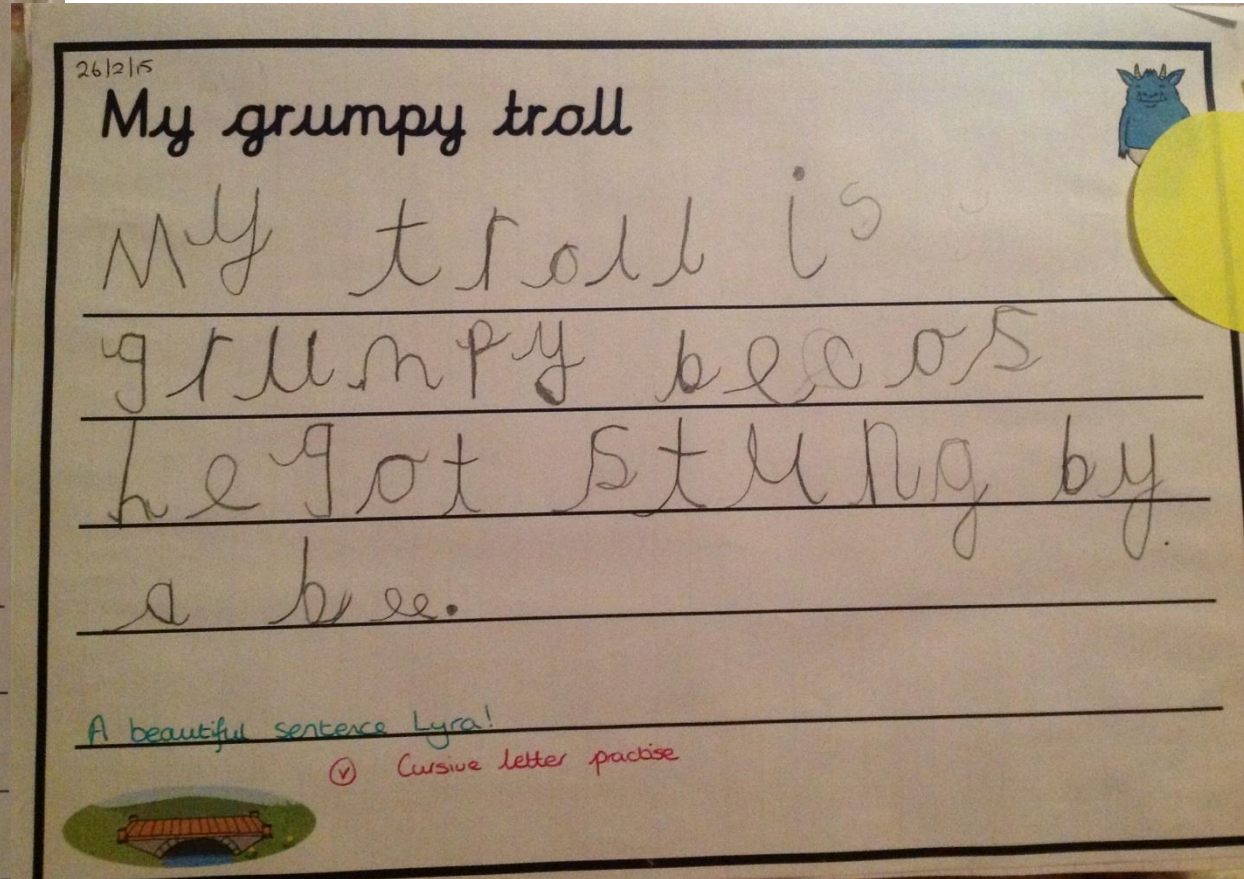 26/2/15
My grumpy troll
My troll is
grumpy becos
he got stung by
a bee.
A beautiful sentence Lyra!
Ⓥ Cursive letter practise